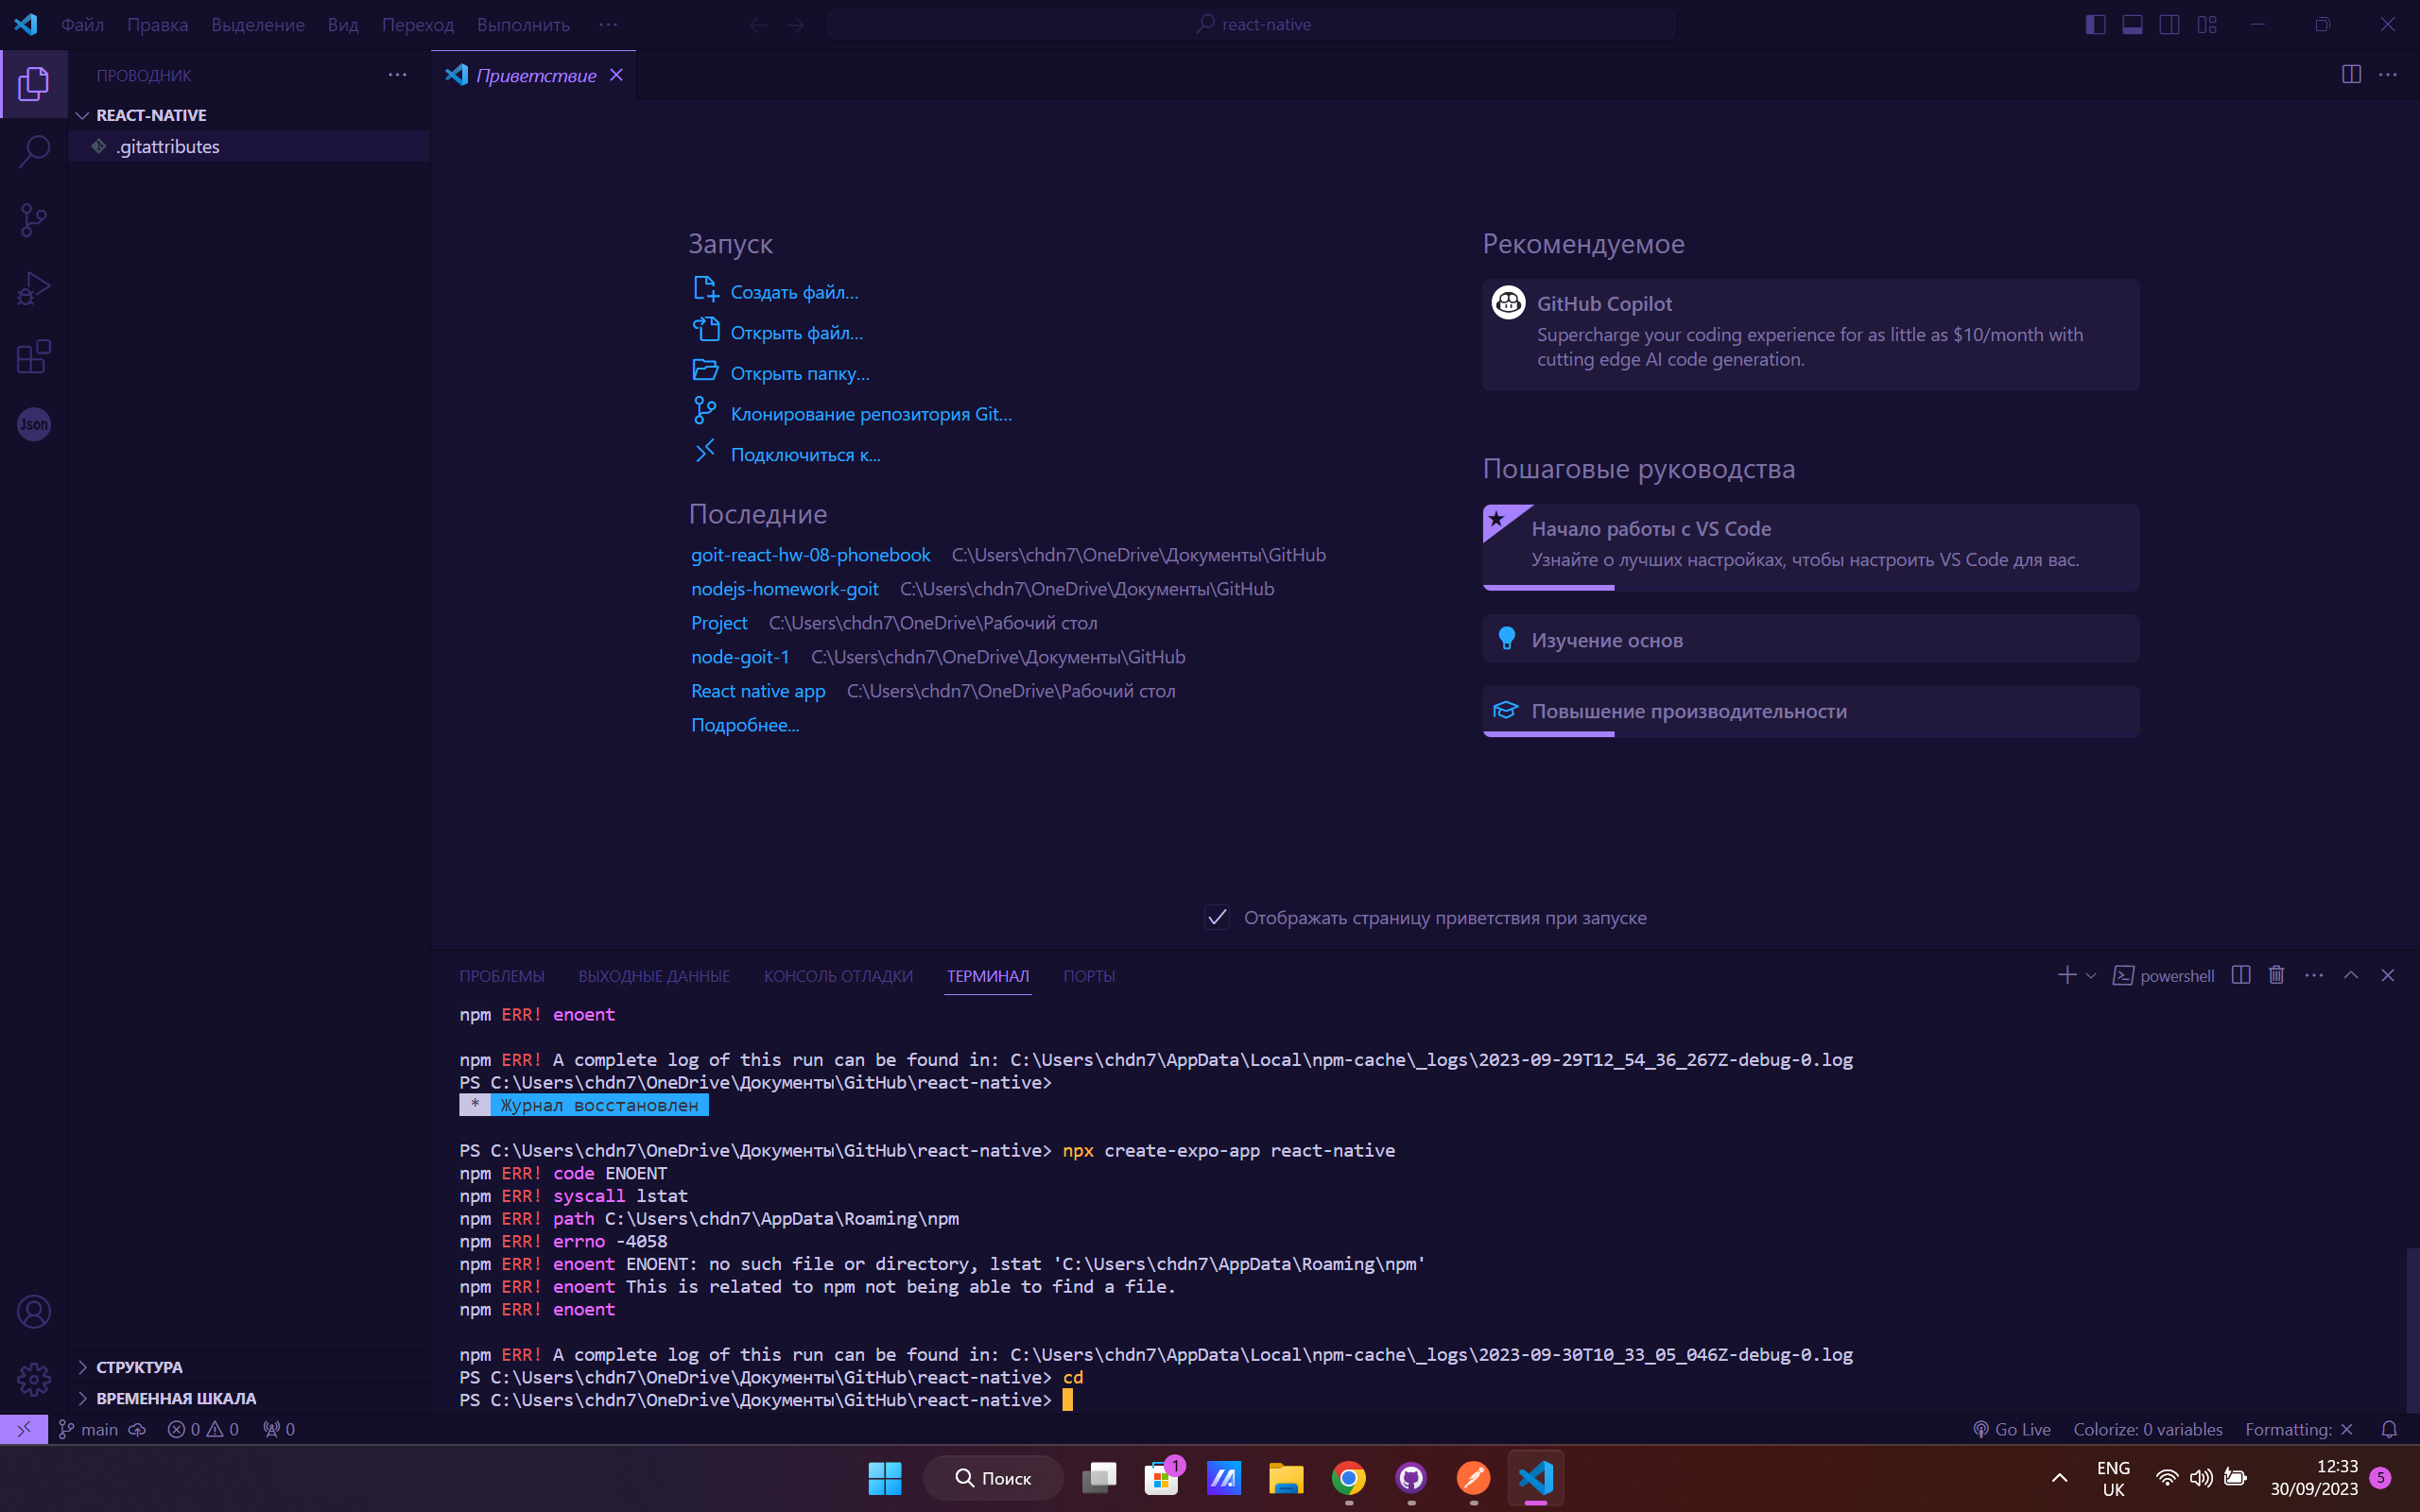 Файл Правка Выделение Вид Переход Выполнить ···
react-native
ПРОВОДНИК
REACT-NATIVE
.gitattributes
Json
СТРУКТУРА
ВРЕМЕННАЯ ШКАЛА
Приветствие
Запуск
Создать файл...
Открыть файл...
Открыть папку...
Клонирование репозитория Git...
Подключиться к...
Последние
goit-react-hw-08-phonebook C:\Users\chdn7\OneDrive\Документы\GitHub
nodejs-homework-goit C:\Users\chdn7\OneDrive\Документы\GitHub
Project C:\Users\chdn7\OneDrive\Рабочий стол
node-goit-1 C:\Users\chdn7\OneDrive\Документы\GitHub
React native app C:\Users\chdn7\OneDrive\Рабочий стол
Подробнее...
Рекомендуемое
GitHub Copilot
Supercharge your coding experience for as little as $10/month with
cutting edge AI code generation.
Пошаговые руководства
Начало работы с VS Code
Узнайте о лучших настройках, чтобы настроить VS Code для вас.
Изучение основ
Повышение производительности
Отображать страницу приветствия при запуске
ПРОБЛЕМЫ ВЫХОДНЫЕ ДАННЫЕ КОНСОЛЬ ОТЛАДКИ ТЕРМИНАЛ ПОРТЫ
powershell
npm ERR! enoent
npm ERR! A complete log of this run can be found in: C:\Users\chdn7\AppData\Local\npm-cache\_logs\2023-09-29T12_54_36_267Z-debug-0.log
PS C:\Users\chdn7\OneDrive\Документы\GitHub\react-native>
* Журнал восстановлен
PS C:\Users\chdn7\OneDrive\Документы\GitHub\react-native> npx create-expo-app react-native
npm ERR! code ENOENT
npm ERR! syscall lstat
npm ERR! path C:\Users\chdn7\AppData\Roaming\npm
npm ERR! errno -4058
npm ERR! enoent ENOENT: no such file or directory, lstat 'C:\Users\chdn7\AppData\Roaming\npm'
npm ERR! enoent This is related to npm not being able to find a file.
npm ERR! enoent
npm ERR! A complete log of this run can be found in: C:\Users\chdn7\AppData\Local\npm-cache\_logs\2023-09-30T10_33_05_046Z-debug-0.log
PS C:\Users\chdn7\OneDrive\Документы\GitHub\react-native> cd
PS C:\Users\chdn7\OneDrive\Документы\GitHub\react-native>
main 0 0 0
Go Live Colorize: 0 variables Formatting: ×
Поиск
1
ENG
UK
12:33
30/09/2023
5